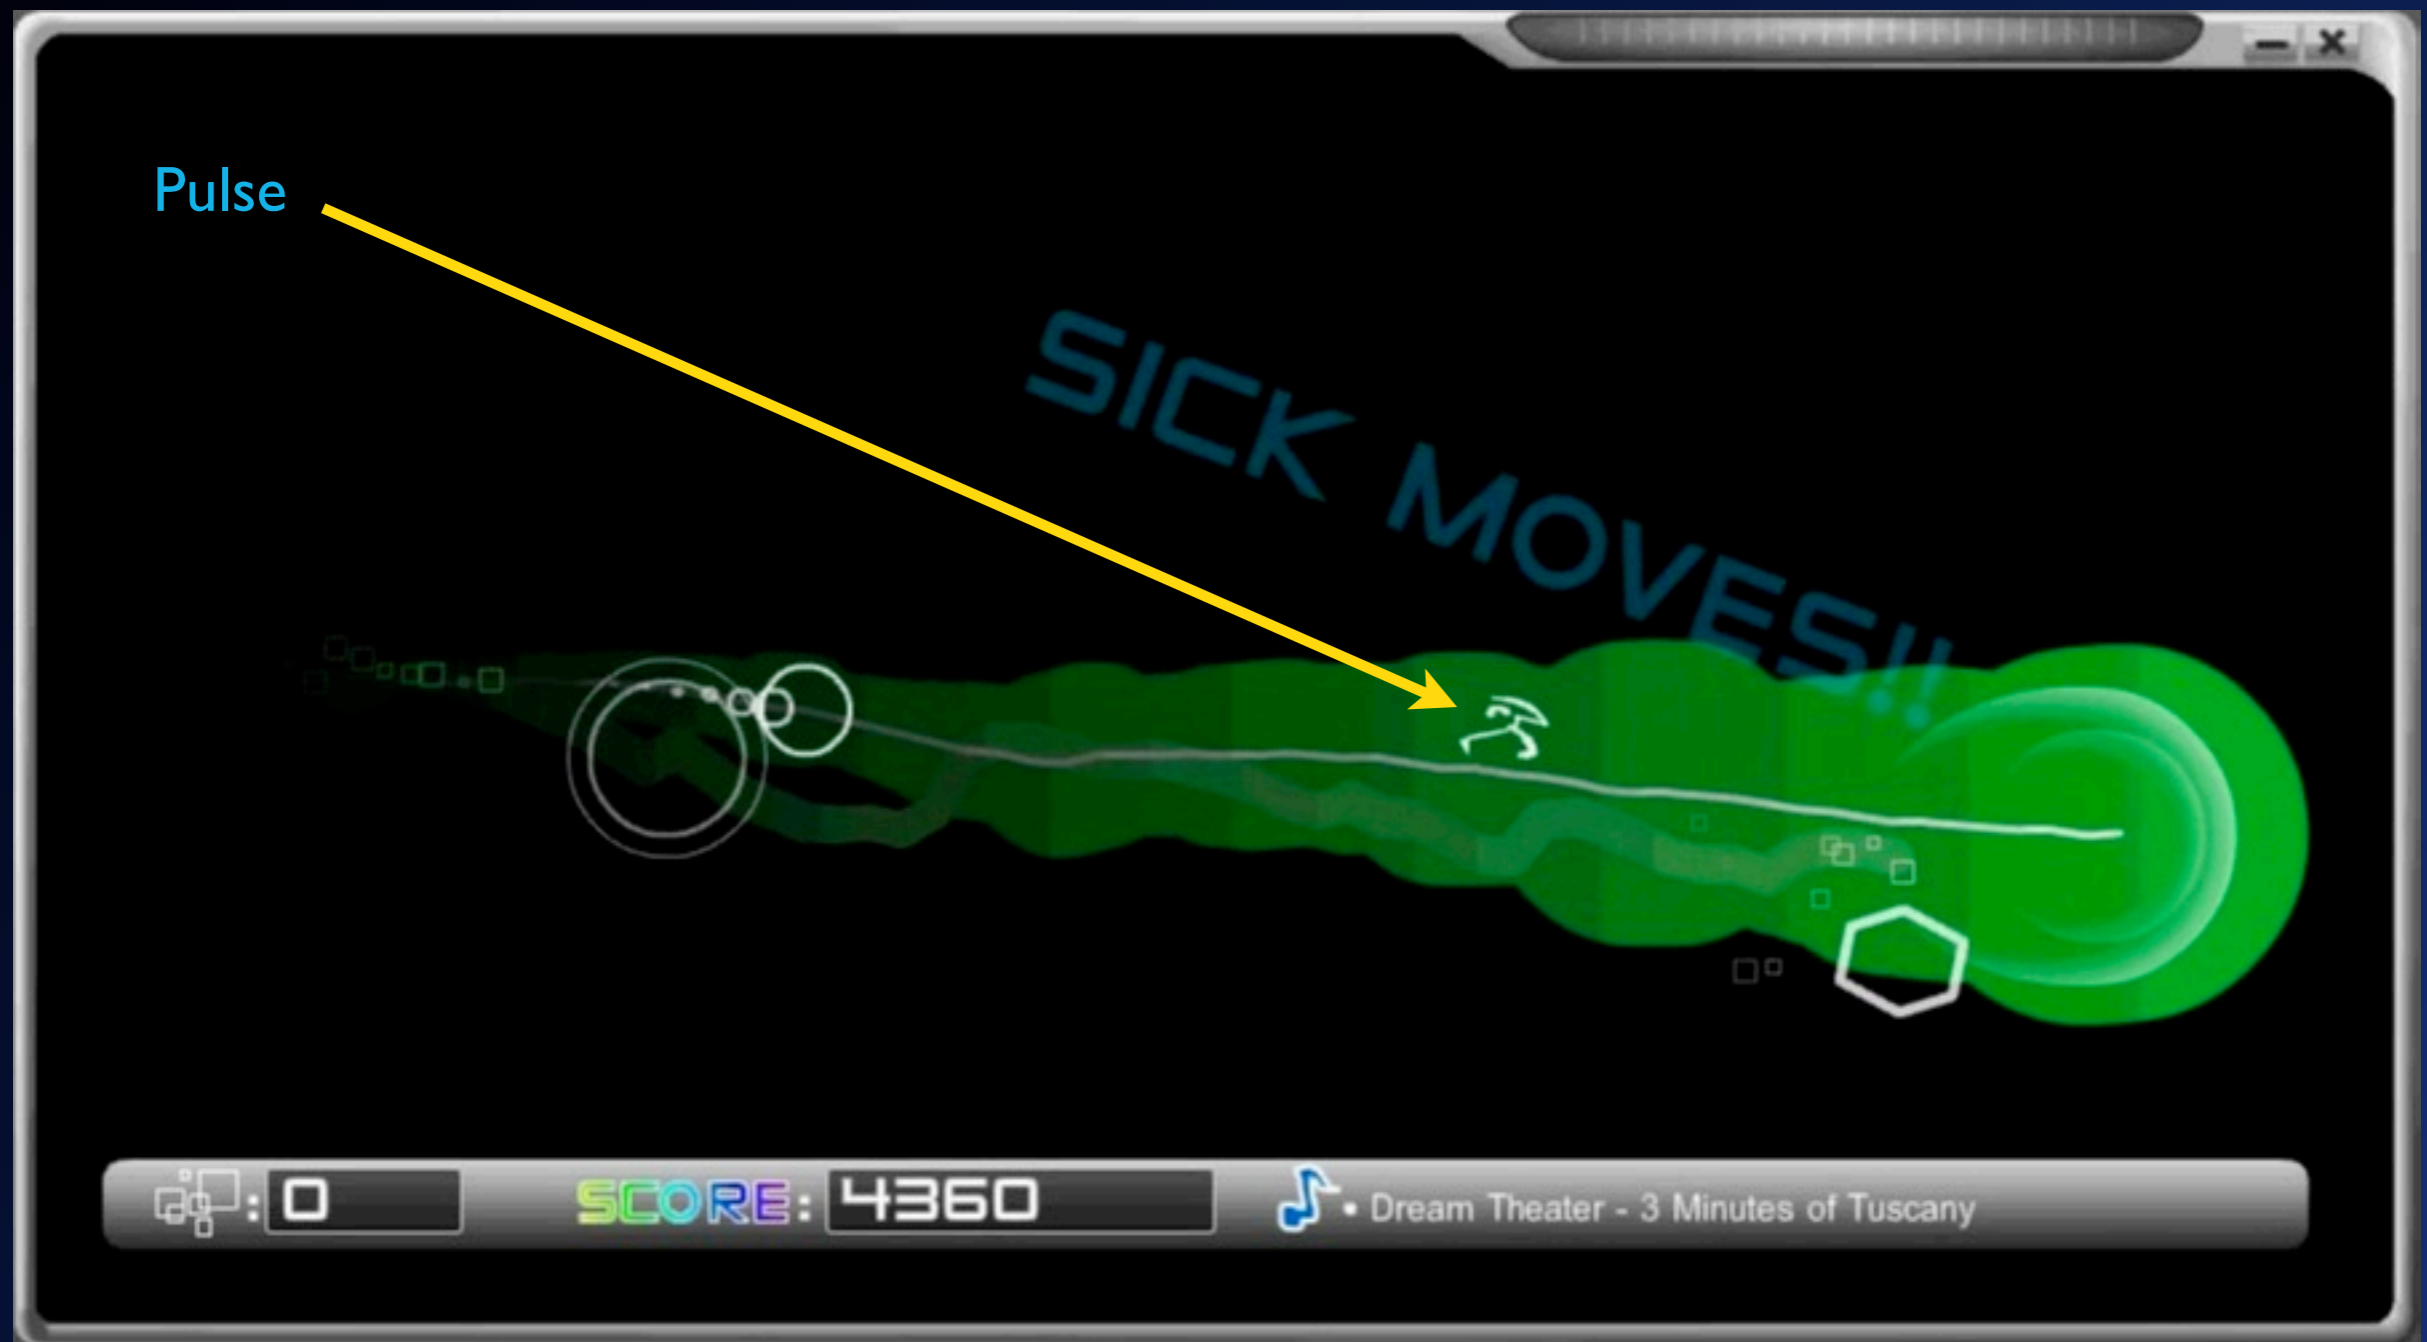 Pulse
SICK MOVES!!
: 0
SCORE: 4360
• Dream Theater - 3 Minutes of Tuscany